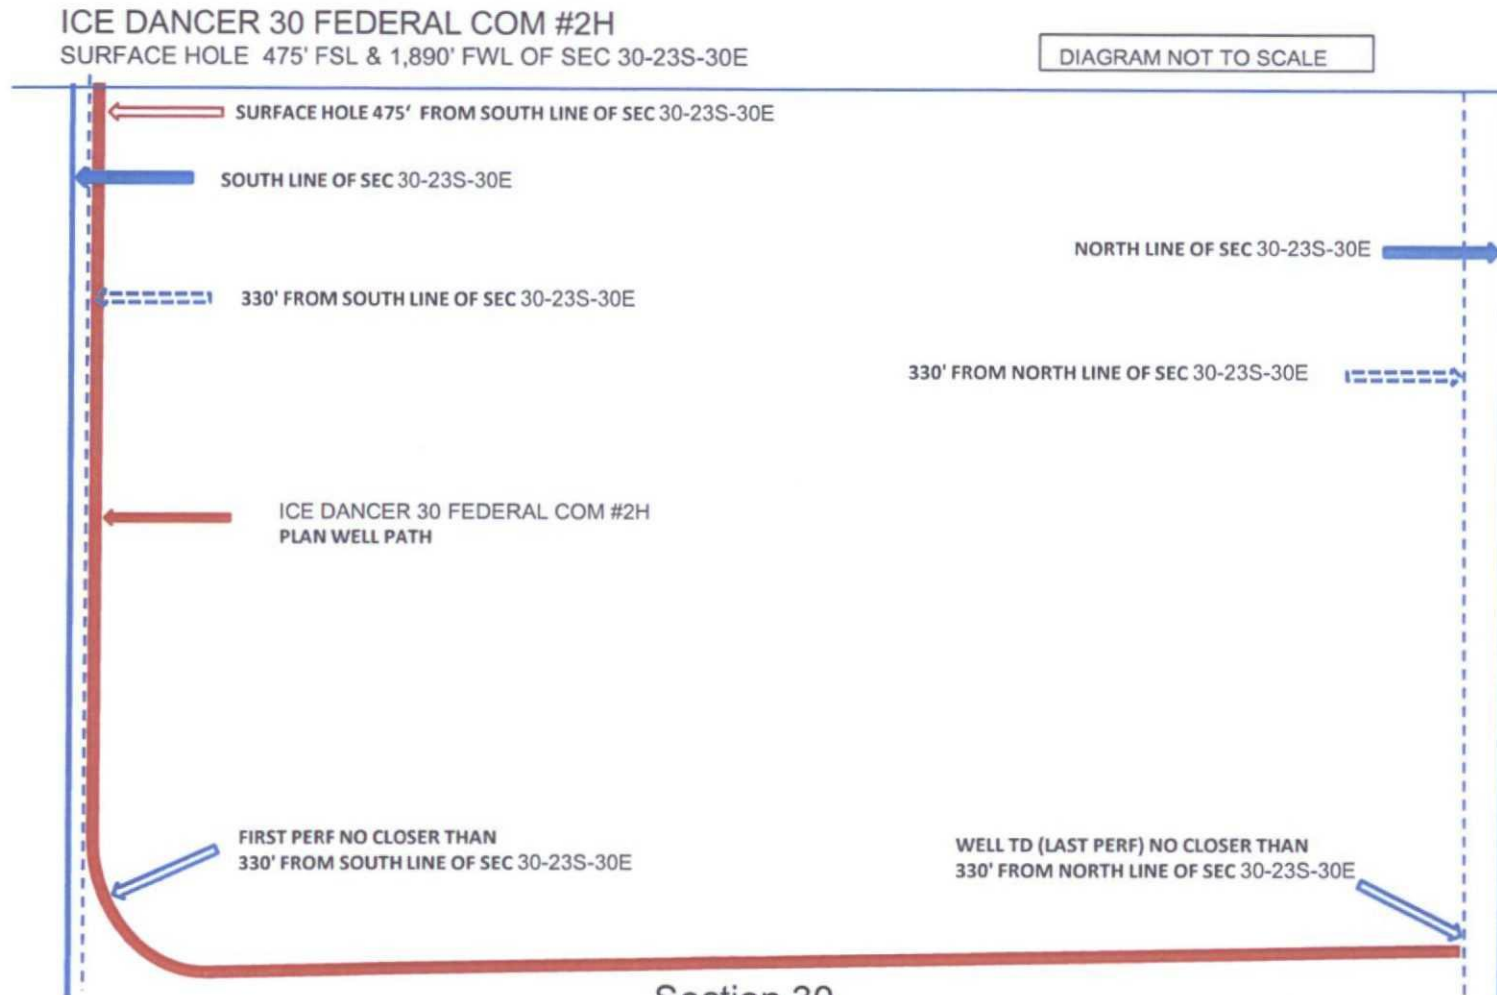 ICE DANCER 30 FEDERAL COM #2H
SURFACE HOLE 475' FSL & 1,890' FWL OF SEC 30-23S-30E
DIAGRAM NOT TO SCALE
SURFACE HOLE 475' FROM SOUTH LINE OF SEC 30-23S-30E
SOUTH LINE OF SEC 30-23S-30E
NORTH LINE OF SEC 30-23S-30E
330' FROM SOUTH LINE OF SEC 30-23S-30E
330' FROM NORTH LINE OF SEC 30-23S-30E
ICE DANCER 30 FEDERAL COM #2H
PLAN WELL PATH
FIRST PERF NO CLOSER THAN
330' FROM SOUTH LINE OF SEC 30-23S-30E
WELL TD (LAST PERF) NO CLOSER THAN
330' FROM NORTH LINE OF SEC 30-23S-30E
Section 30